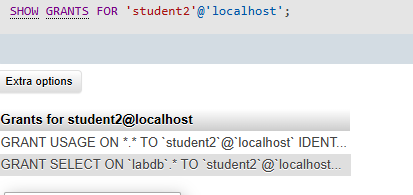 SHOW GRANTS FOR 'student2'@'localhost';
Extra options
Grants for student2@localhost
GRANT USAGE ON *.* TO `student2`@`localhost` IDENT...
GRANT SELECT ON `labdb`.* TO `student2`@`localhost...